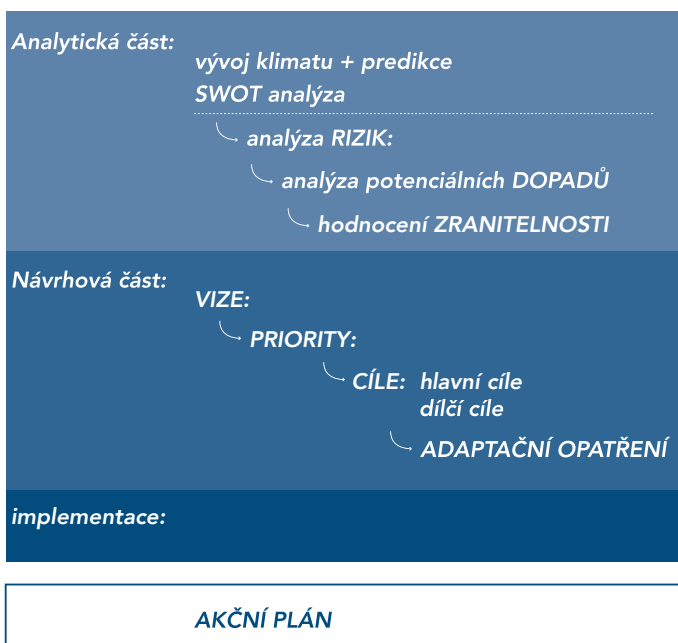 Analytická část:
vývoj klimatu + predikce
SWOT analýza
analýza RIZIK:
analýza potenciálních DOPADŮ
hodnocení ZRANITELNOSTI
Návrhová část:
VIZE:
PRIORITY:
CÍLE: hlavní cíle
dílčí cíle
ADAPTAČNÍ OPATŘENÍ
implementace:
AKČNÍ PLÁN